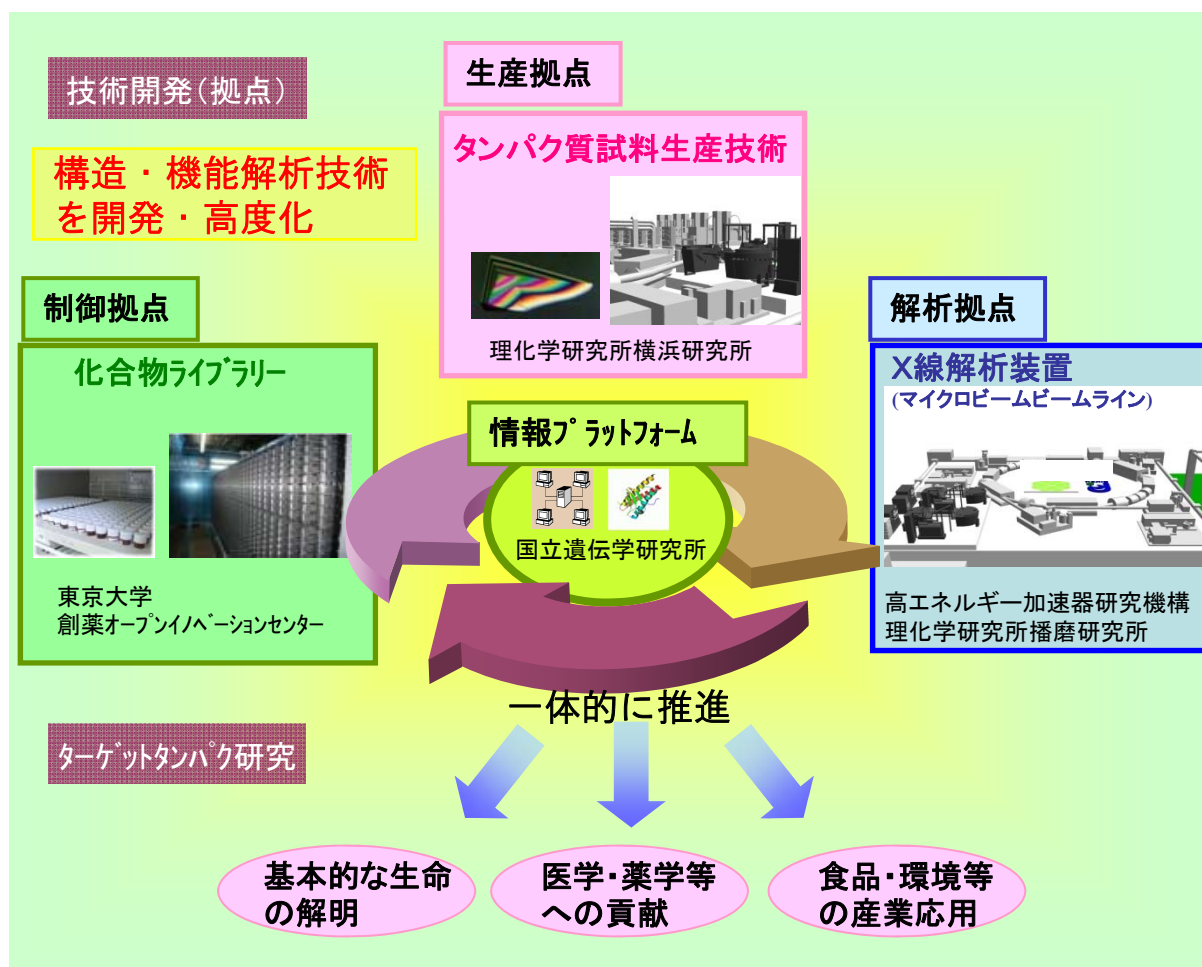 技術開発(拠点)
構造・機能解析技術
を開発・高度化
生産拠点
タンパク質試料生産技術
理化学研究所横浜研究所
制御拠点
化合物ライブラリー
東京大学
創薬オープンイノベーションセンター
解析拠点
X線解析装置
(マイクロビームビームライン)
高エネルギー加速器研究機構
理化学研究所播磨研究所
情報プラットフォーム
国立遺伝学研究所
一体的に推進
ターゲットタンパク研究
基本的な生命
の解明
医学・薬学等
への貢献
食品・環境等
の産業応用